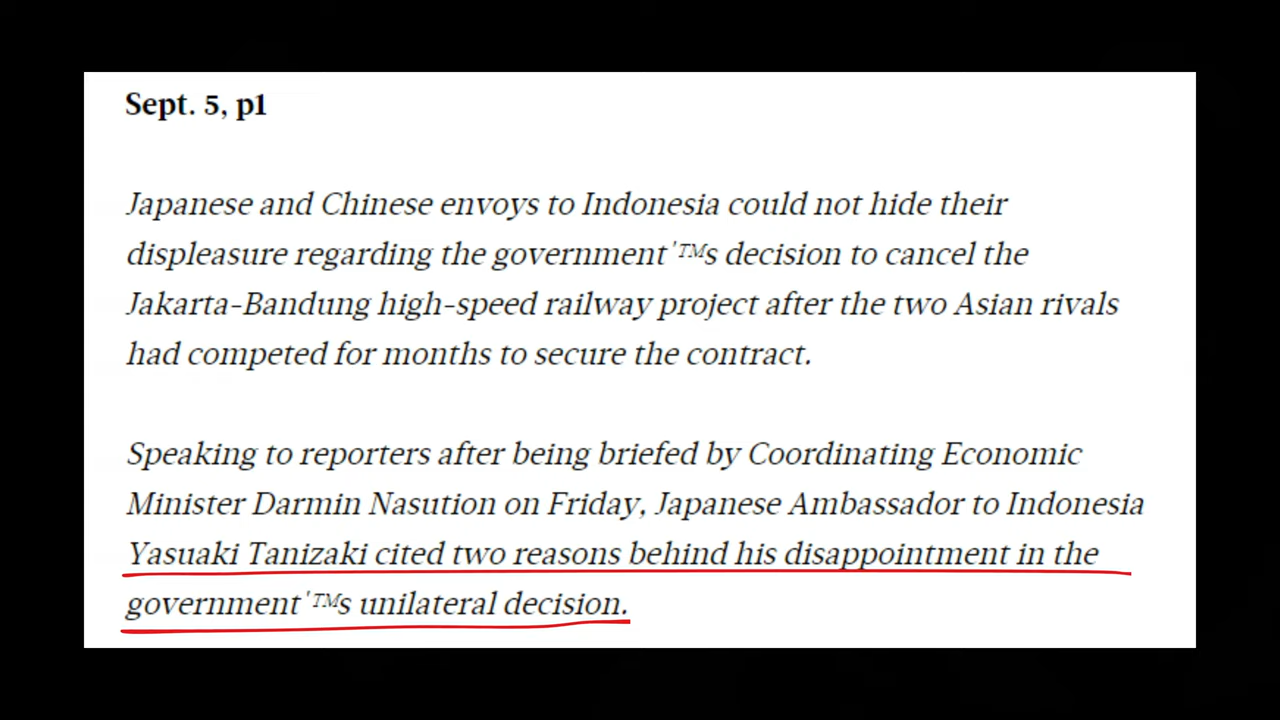 Sept. 5, p1
Japanese and Chinese envoys to Indonesia could not hide their
displeasure regarding the government'™s decision to cancel the
Jakarta-Bandung high-speed railway project after the two Asian rivals
had competed for months to secure the contract.
Speaking to reporters after being briefed by Coordinating Economic
Minister Darmin Nasution on Friday, Japanese Ambassador to Indonesia
Yasuaki Tanizaki cited two reasons behind his disappointment in the
government'™s unilateral decision.